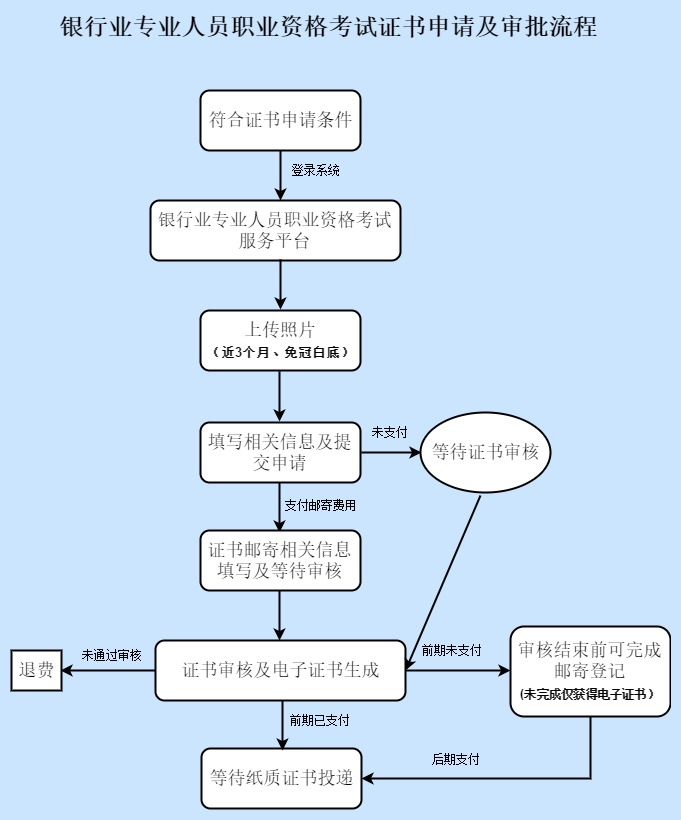 银行业专业人员职业资格考试证书申请及审批流程
符合证书申请条件
登录系统
银行业专业人员职业资格考试
服务平台
上传照片
（近3个月、免冠白底）
填写相关信息及提
交申请
未支付
等待证书审核
支付邮寄费用
证书邮寄相关信息
填写及等待审核
退费
未通过审核
证书审核及电子证书生成
前期未支付
审核结束前可完成
邮寄登记
(未完成仅获得电子证书)
前期已支付
等待纸质证书投递
后期支付